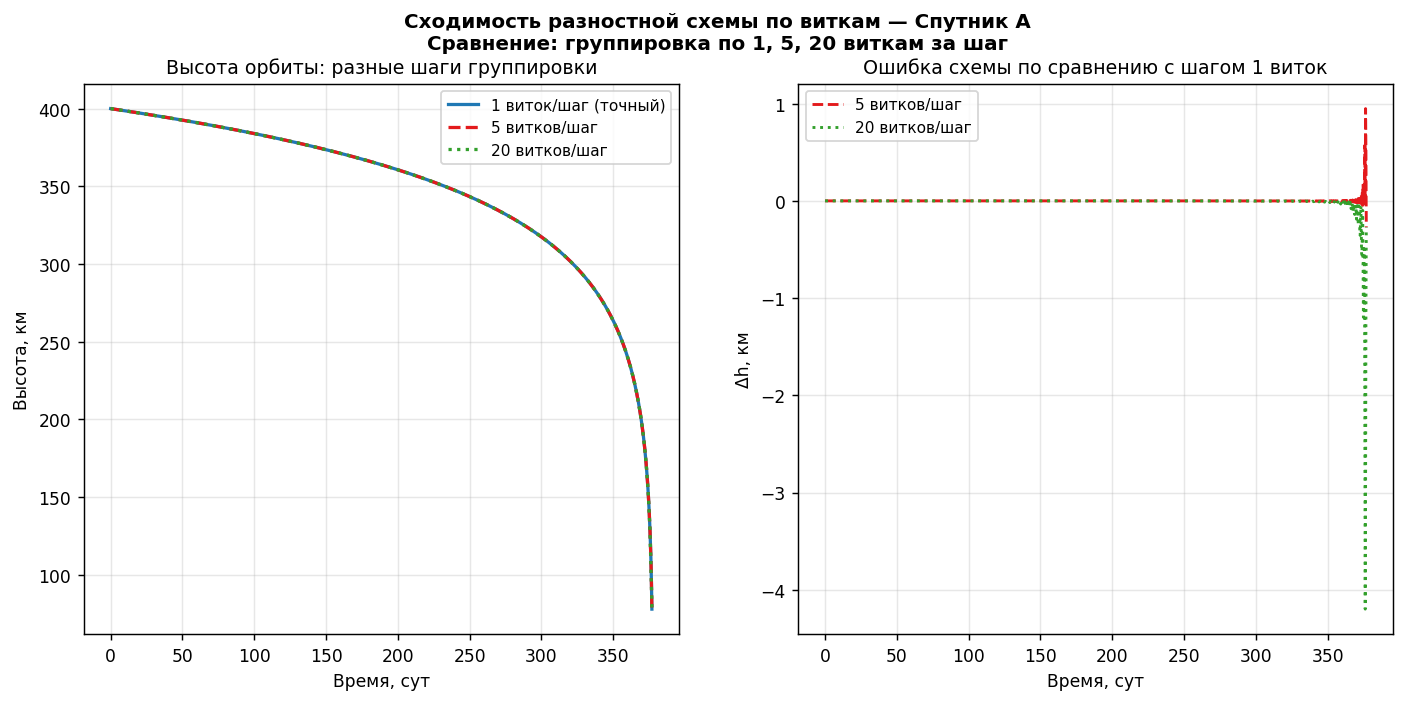 Сходимость разностной схемы по виткам — Спутник А
Сравнение: группировка по 1, 5, 20 виткам за шаг
Высота орбиты: разные шаги группировки
1 виток/шаг (точный)
5 витков/шаг
20 витков/шаг
400
350
300
250
200
150
100
Высота, км
0 50 100 150 200 250 300 350
Время, сут
Ошибка схемы по сравнению с шагом 1 виток
5 витков/шаг
20 витков/шаг
1
0
−1
−2
−3
−4
Δh, км
0 50 100 150 200 250 300 350
Время, сут